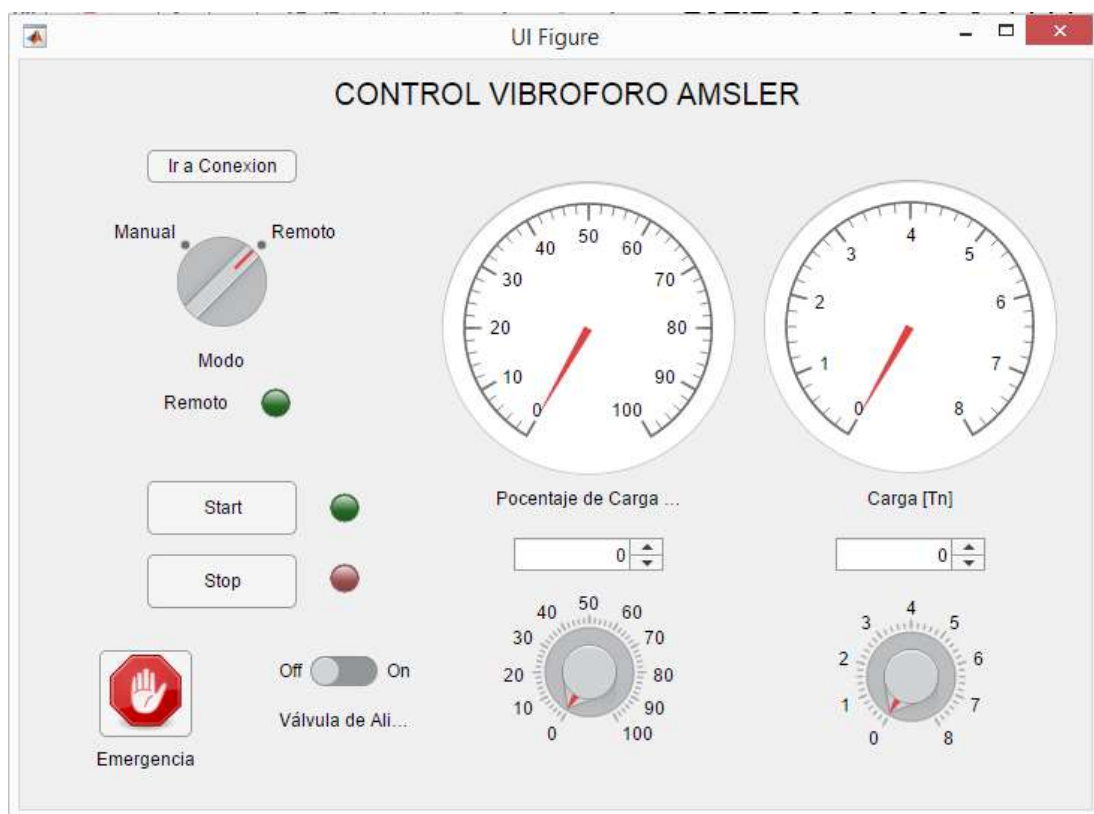 UI Figure
CONTROL VIBROFORO AMSLER
Ir a Conexion
Manual
Remoto
Modo
Remoto
Start
Stop
Off
On
Válvula de Ali...
Emergencia
0
10
20
30
40
50
60
70
80
90
100
Pocentaje de Carga ...
0
0
10
20
30
40
50
60
70
80
90
100
0
1
2
3
4
5
6
7
8
Carga [Tn]
0
0
1
2
3
4
5
6
7
8